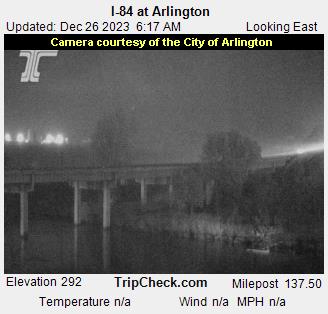 I-84 at Arlington
Updated: Dec 26 2023 6:17 AM Looking East
Camera courtesy of the City of Arlington
Elevation 292 TripCheck.com Milepost 137.50
Temperature n/a Wind n/a MPH n/a